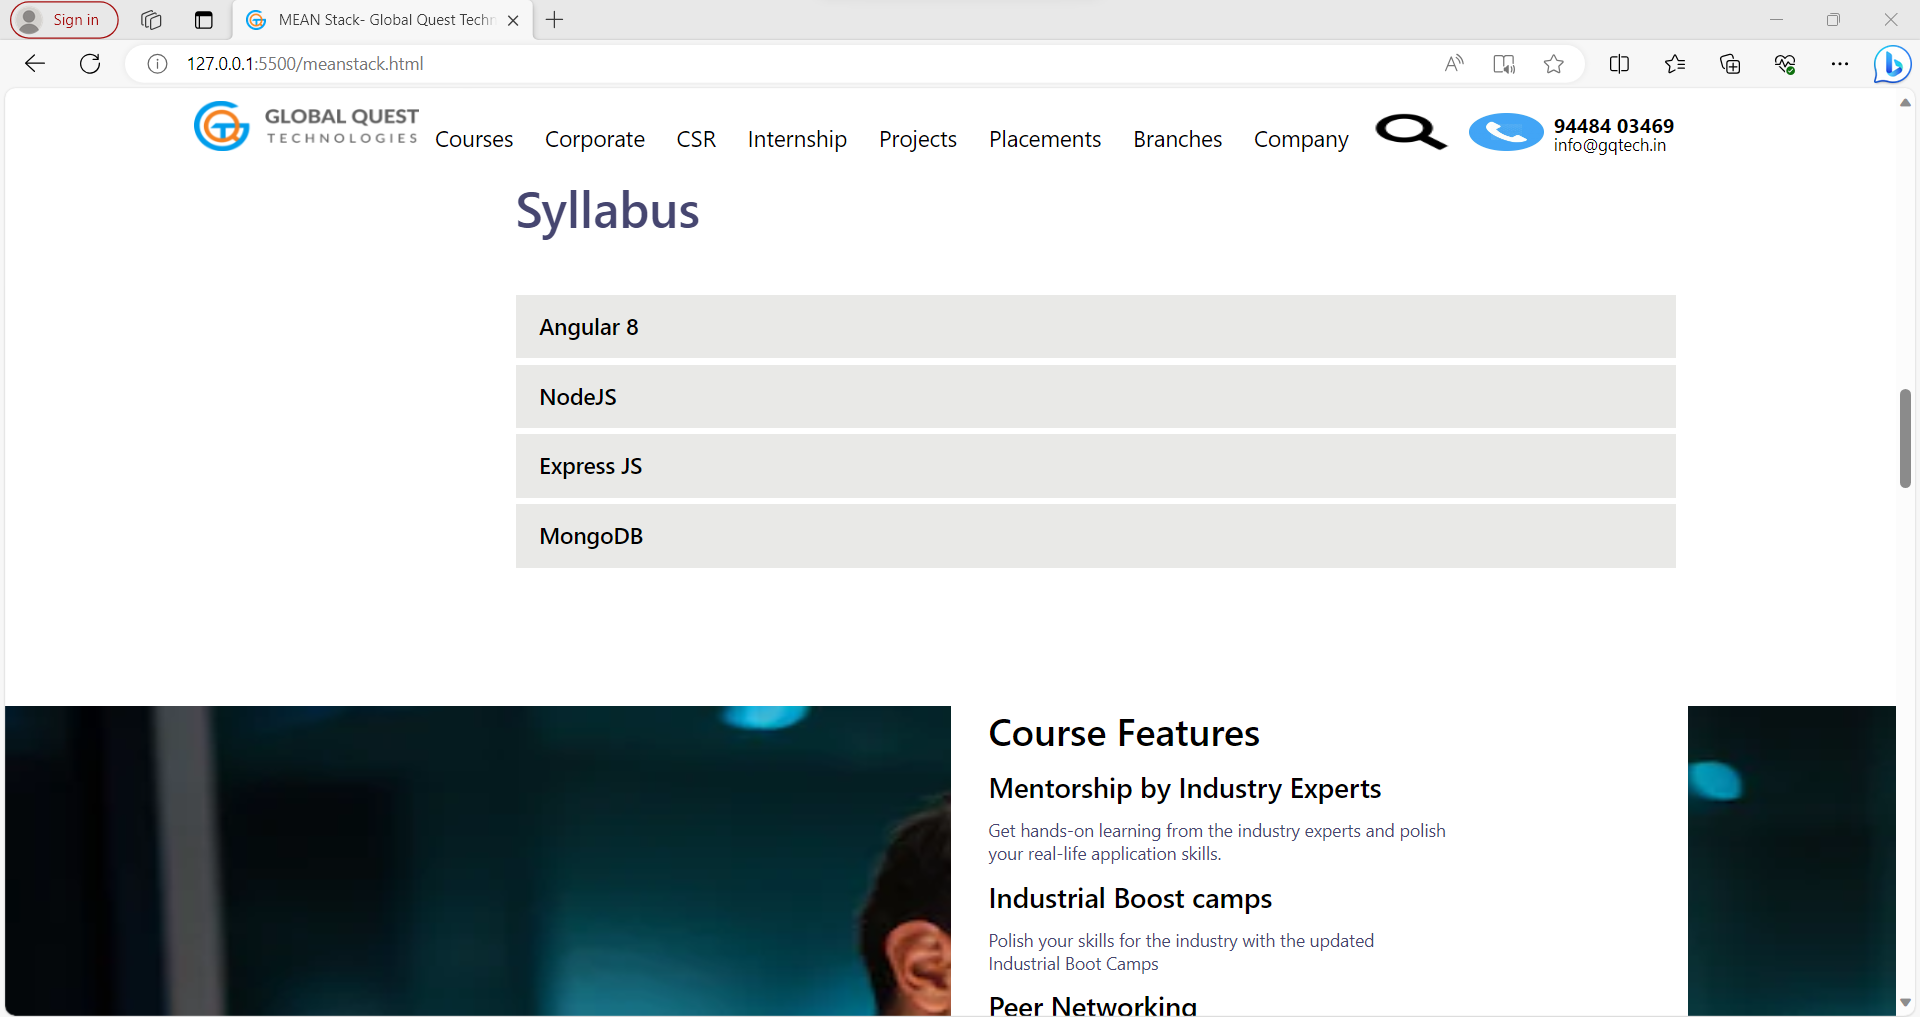 Sign in
MEAN Stack- Global Quest Techn
127.0.0.1:5500/meanstack.html
GLOBAL QUEST
TECHNOLOGIES
Courses Corporate CSR Internship Projects Placements Branches Company
94484 03469
info@gqtech.in
Syllabus
Angular 8
NodeJS
Express JS
MongoDB
Course Features
Mentorship by Industry Experts
Get hands-on learning from the industry experts and polish
your real-life application skills.
Industrial Boost camps
Polish your skills for the industry with the updated
Industrial Boot Camps
Peer Networking